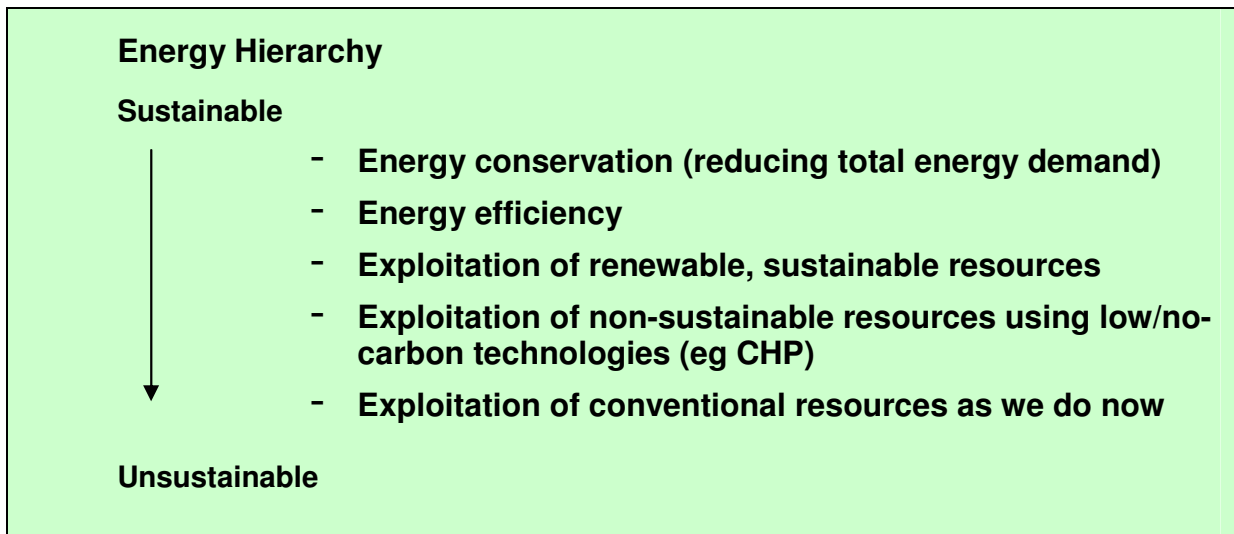 Energy Hierarchy
Sustainable
- Energy conservation (reducing total energy demand)
- Energy efficiency
- Exploitation of renewable, sustainable resources
- Exploitation of non-sustainable resources using low/no-
carbon technologies (eg CHP)
- Exploitation of conventional resources as we do now
Unsustainable